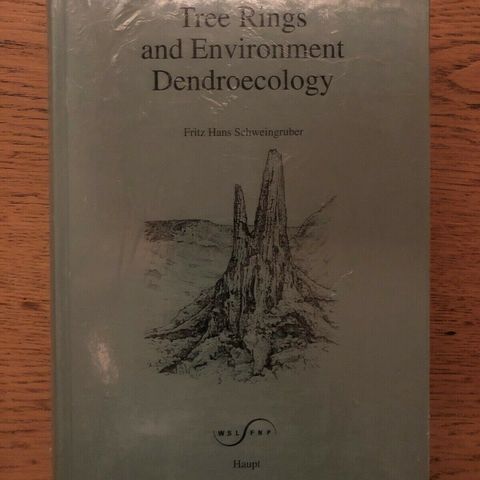 Tree Rings
and Environment
Dendroecology
Fritz Hans Schweingruber
WSL FNP
Haupt